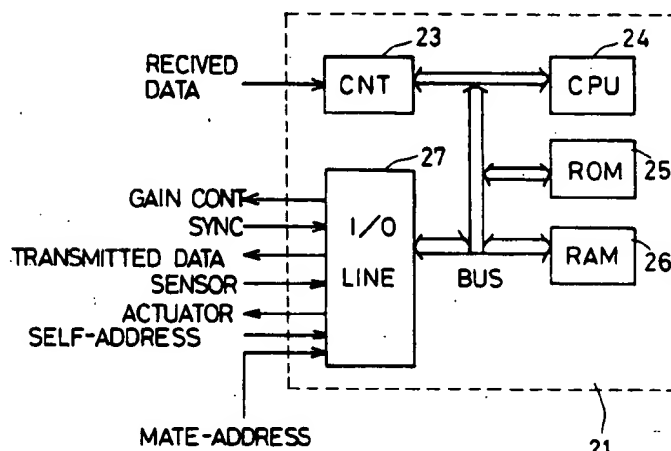 23
24
RECIVED
DATA
CNT
CPU
27
ROM
25
GAIN CONT
I/O
SYNC
TRANSMITTED DATA
RAM
26
SENSOR
LINE
BUS
ACTUATOR
SELF-ADDRESS
MATE-ADDRESS
21